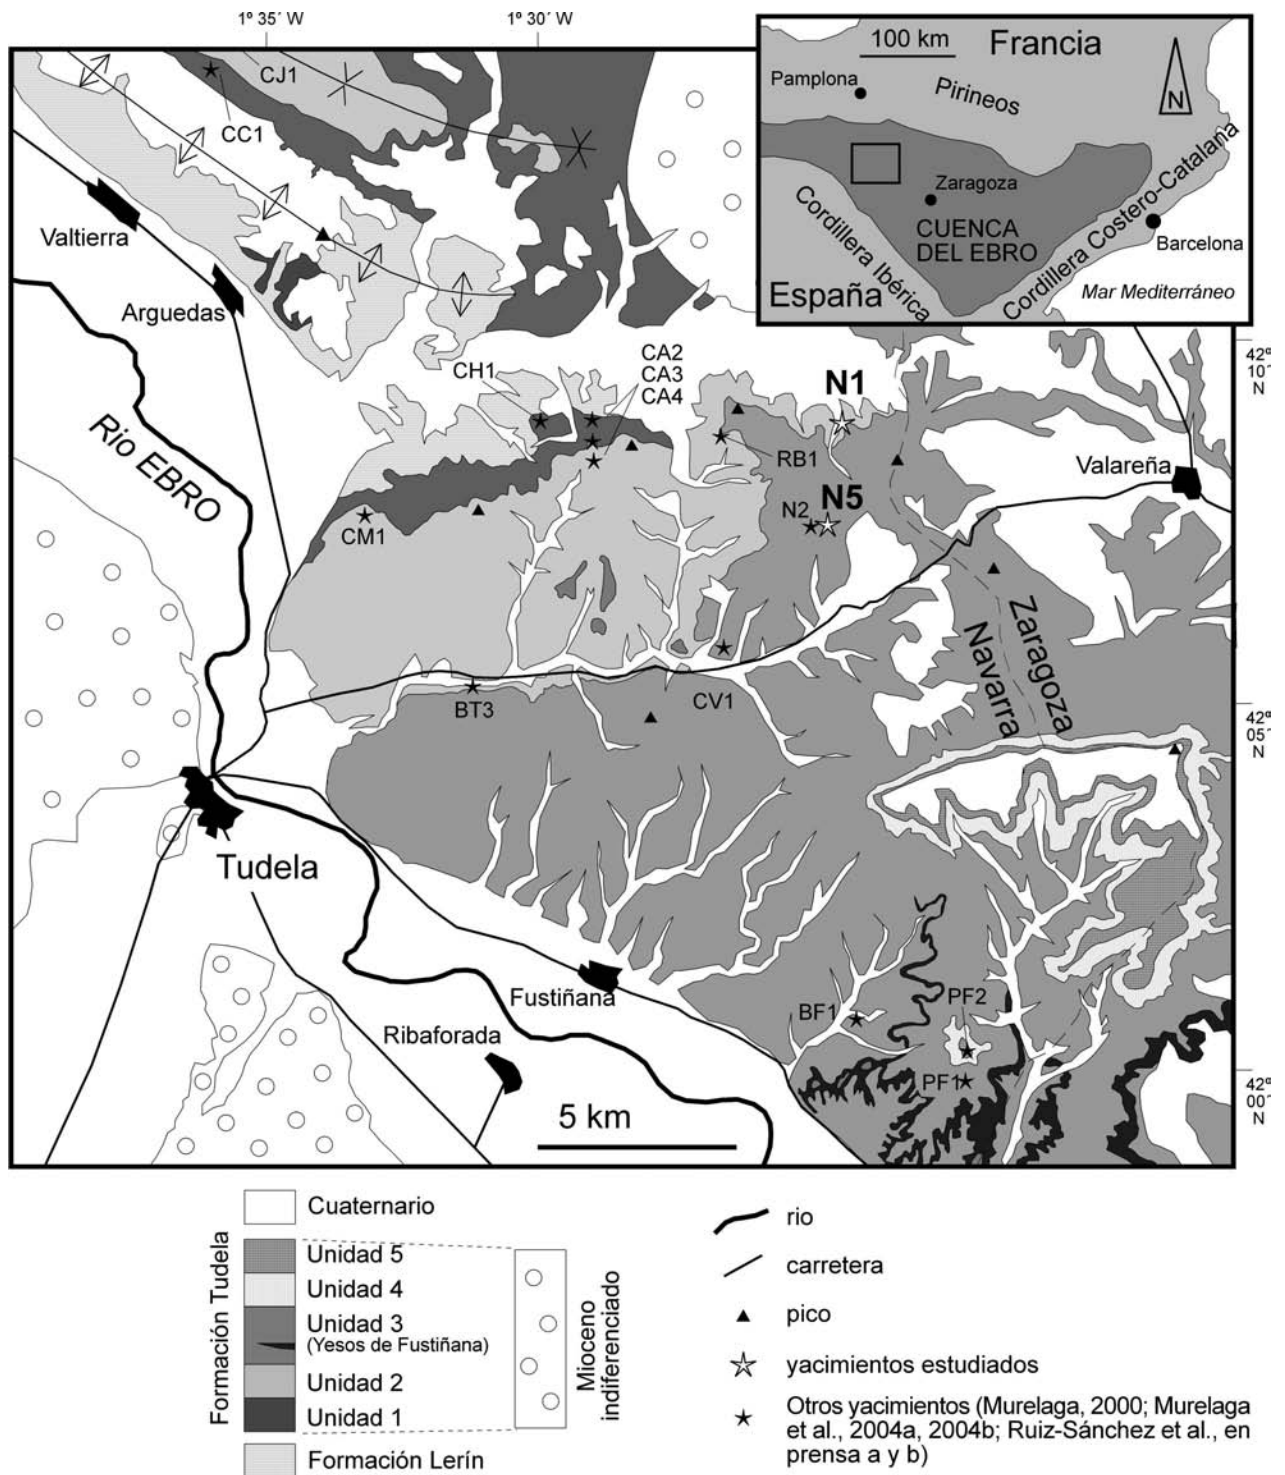 1º 35´ W
1º 30´ W
CJ1
CC1
100 km
Francia
Pamplona
Pirineos
N
Zaragoza
CUENCA
DEL EBRO
Cordillera Ibérica
Cordillera Costero-Catalana
Barcelona
España
Mar Mediterráneo
Valtierra
Arguedas
Rio EBRO
CH1
CA2
CA3
CA4
N1
RB1
N5
N2
CM1
Valareña
42º
10´
N
Zaragoza
Navarra
BT3
CV1
42º
05´
N
Tudela
Fustiñana
Ribaforada
BF1
PF2
PF1
42º
00´
N
5 km
Formación Tudela
Cuaternario
Unidad 5
Unidad 4
Unidad 3
(Yesos de Fustiñana)
Unidad 2
Unidad 1
Formación Lerín
Mioceno
indiferenciado
rio
carretera
pico
yacimientos estudiados
Otros yacimientos (Murelaga, 2000; Murelaga
et al., 2004a, 2004b; Ruiz-Sánchez et al., en
prensa a y b)